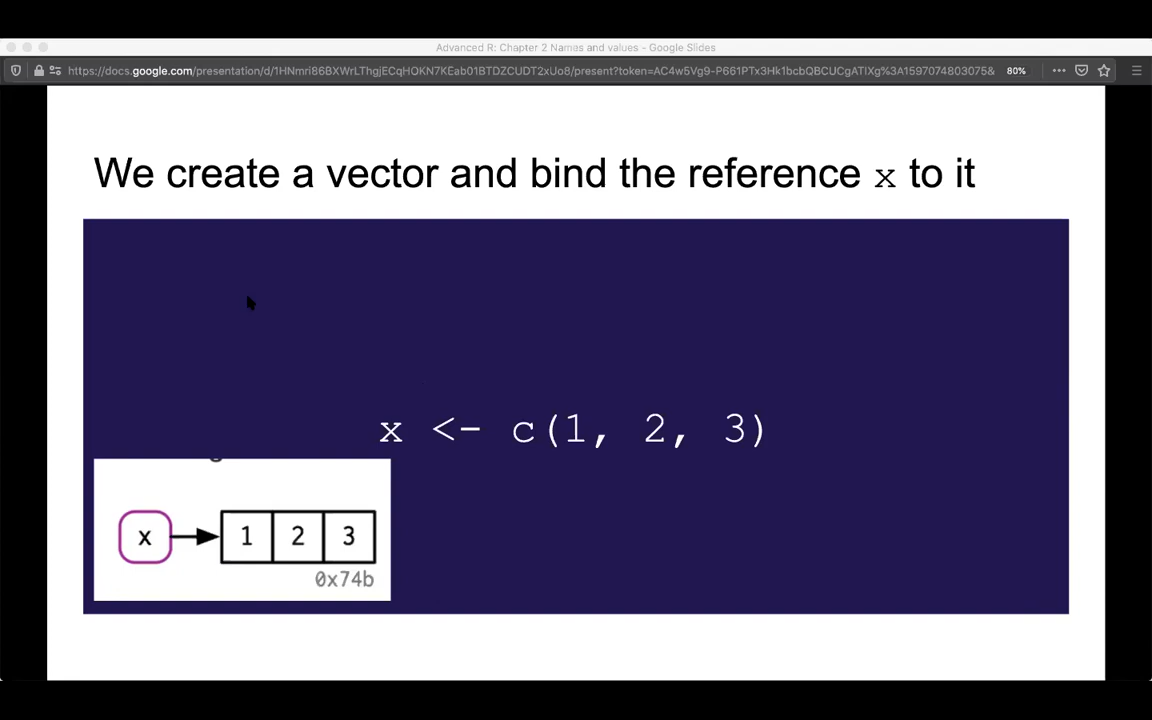 Advanced R: Chapter 2 Names and values - Google Slides
https://docs.google.com/presentation/d/1HNmri86BXWrLThgjECqHOKN7KEab01BTDZCUDT2xUo8/present?token=AC4w5Vg9-P661PTx3Hk1bcbQBCUCgATIXg%3A1597074803075& 80%
We create a vector and bind the reference x to it
x <- c(1, 2, 3)
x 1 2 3
0x74b